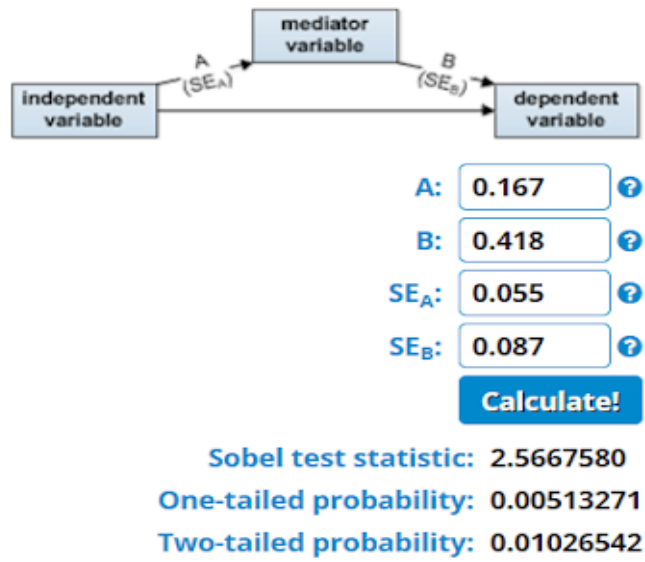 mediator
variable
A
(SEA)
B
(SEB)
independent
variable
dependent
variable
A: 0.167 ?
B: 0.418 ?
SEA: 0.055 ?
SEB: 0.087 ?
Calculate!
Sobel test statistic: 2.5667580
One-tailed probability: 0.00513271
Two-tailed probability: 0.01026542